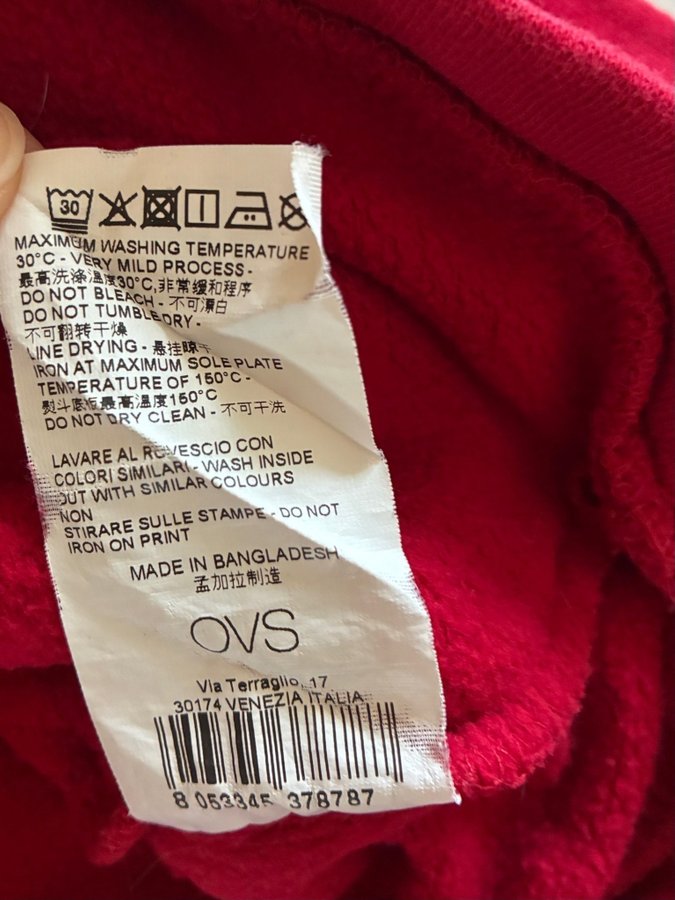 30
MAXIMUM WASHING TEMPERATURE
30°C - VERY MILD PROCESS -
最高洗涤温度30°C,非常缓和程序
DO NOT BLEACH - 不可漂白
DO NOT TUMBLE DRY -
不可翻转干燥
LINE DRYING - 悬挂晾干
IRON AT MAXIMUM SOLE PLATE
TEMPERATURE OF 150°C -
熨斗底板最高温度150°C
DO NOT DRY CLEAN - 不可干洗
LAVARE AL ROVESCIO CON
COLORI SIMILARI - WASH INSIDE
OUT WITH SIMILAR COLOURS
NON
STIRARE SULLE STAMPE - DO NOT
IRON ON PRINT
MADE IN BANGLADESH
孟加拉制造
OVS
Via Terraglio, 17
30174 VENEZIA ITALIA
8 053345 378787